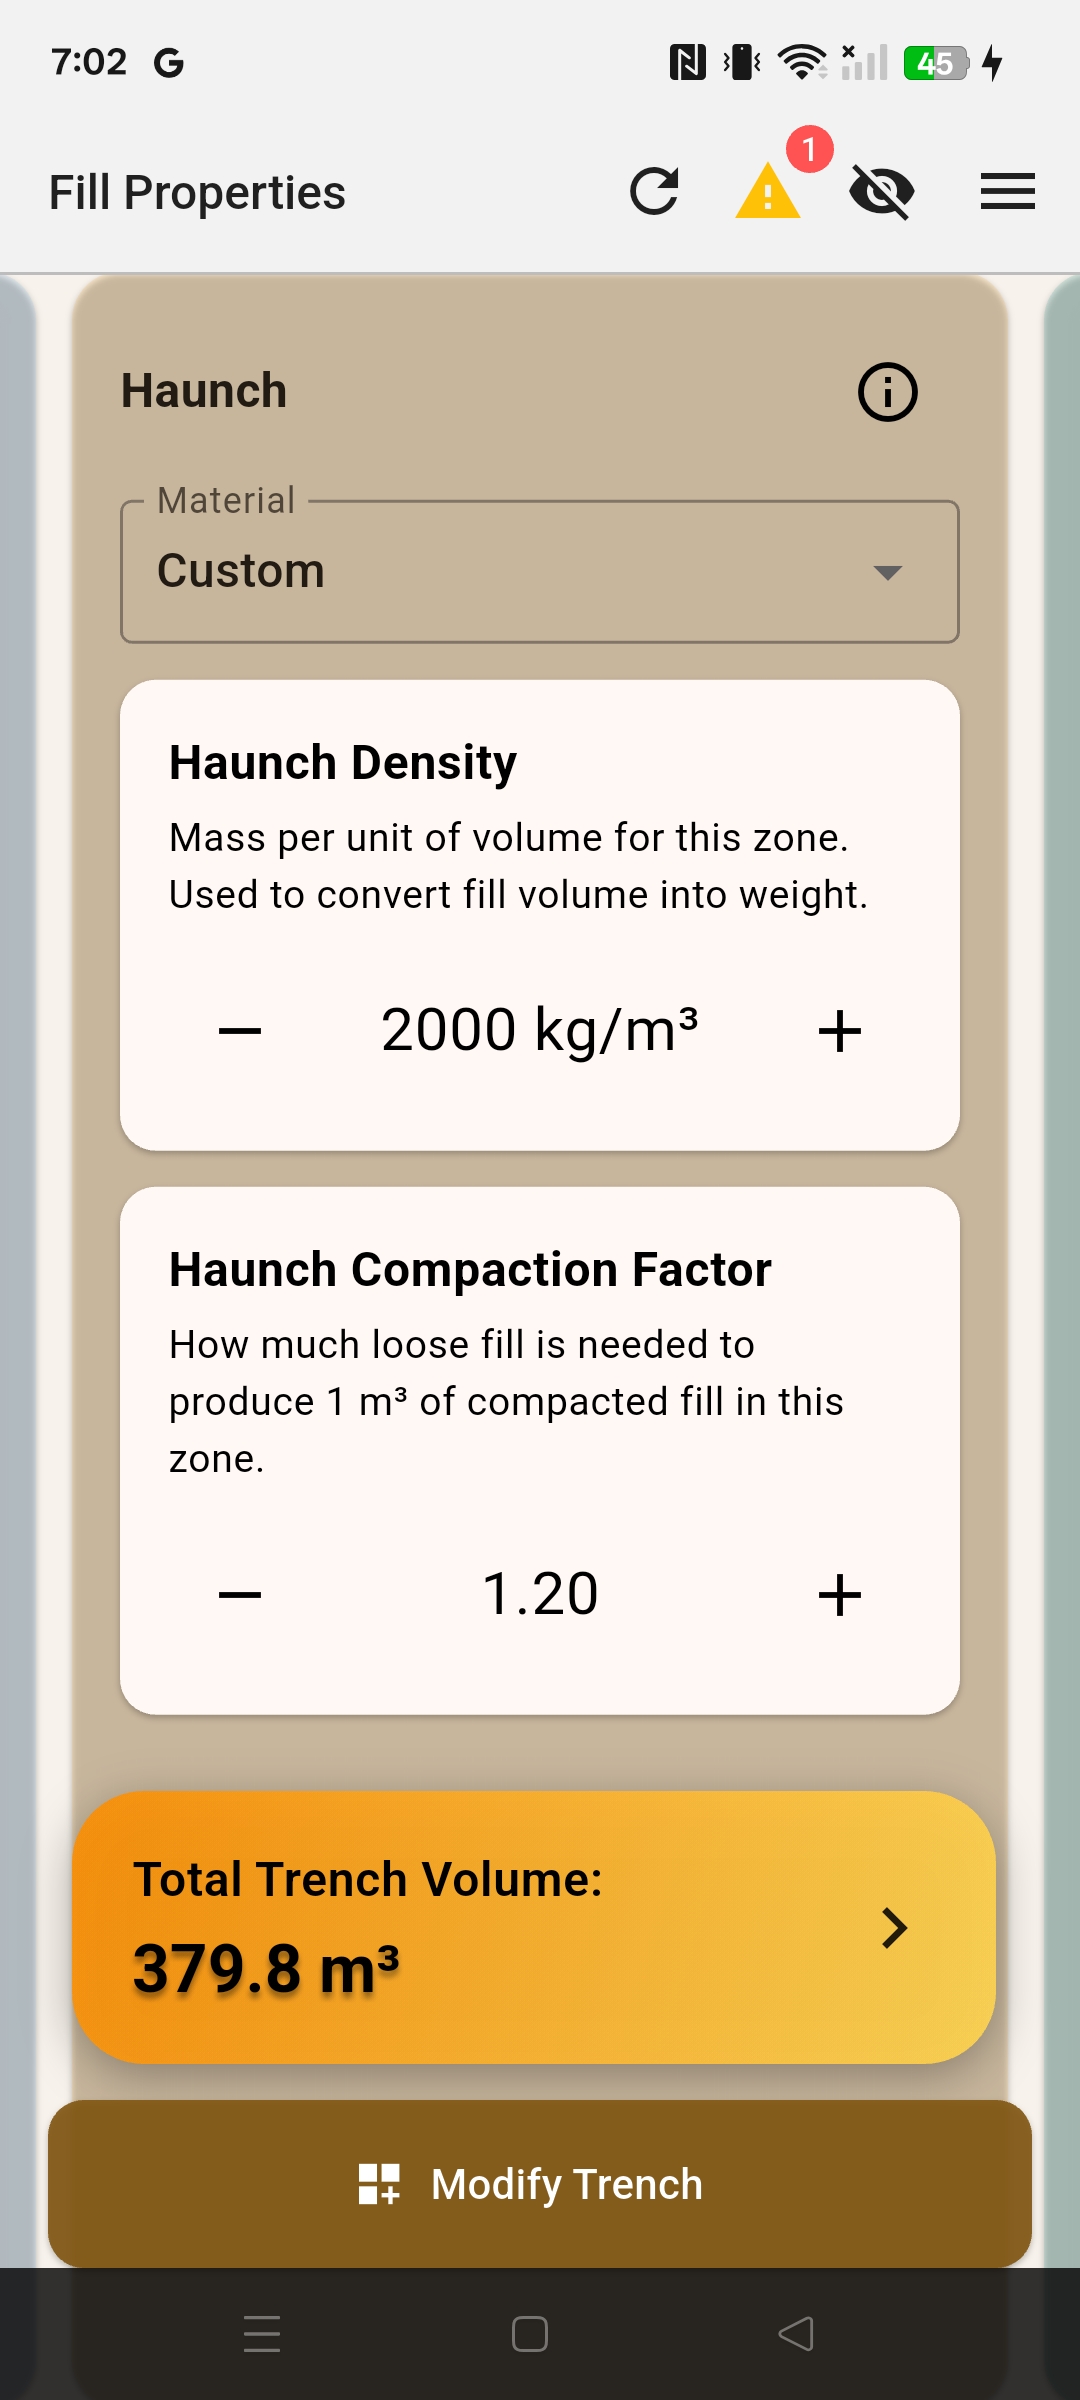 7:02
45
Fill Properties
1
Haunch
Material
Custom
Haunch Density
Mass per unit of volume for this zone.
Used to convert fill volume into weight.
2000 kg/m³
Haunch Compaction Factor
How much loose fill is needed to
produce 1 m³ of compacted fill in this
zone.
1.20
Total Trench Volume:
379.8 m³
Modify Trench